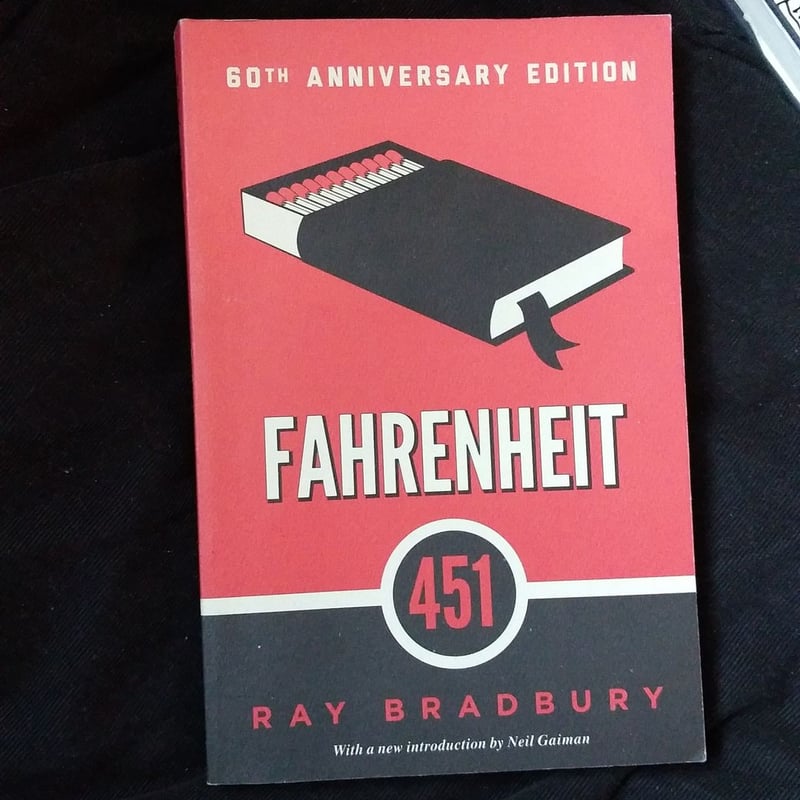 60TH ANNIVERSARY EDITION
FAHRENHEIT
451
RAY BRADBURY
With a new introduction by Neil Gaiman